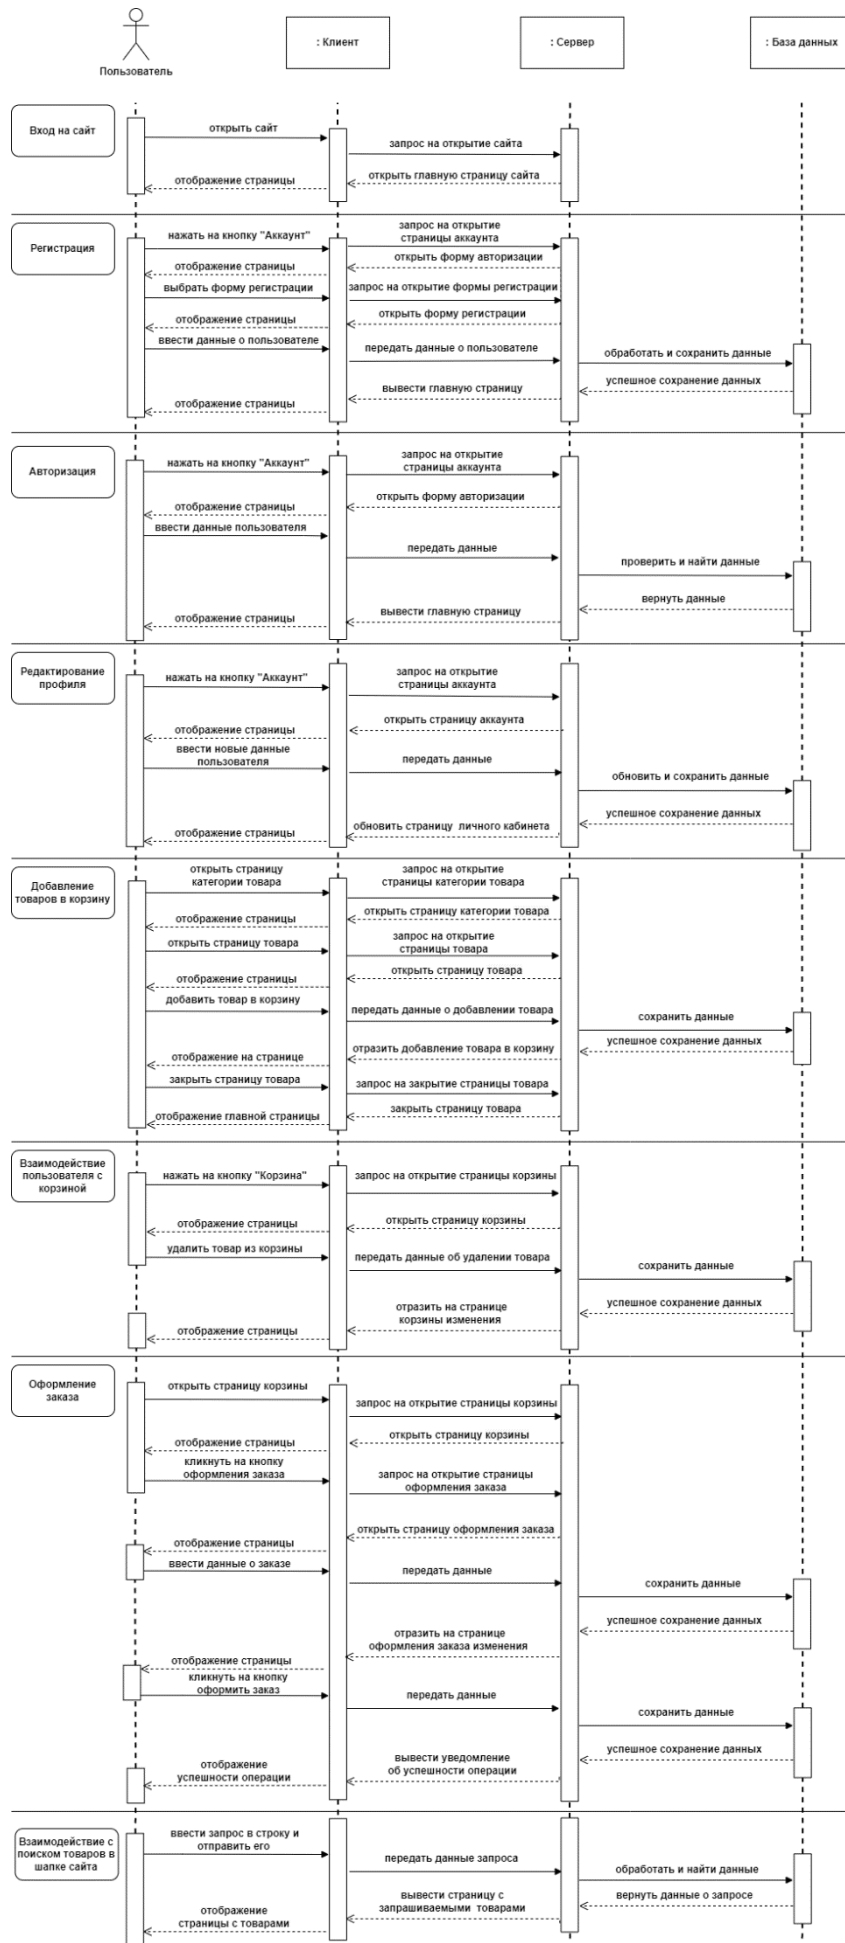 Пользователь
: Клиент
: Сервер
: База данных
Вход на сайт
открыть сайт
запрос на открытие сайта
открыть главную страницу сайта
отображение страницы
Регистрация
нажать на кнопку "Аккаунт"
запрос на открытие
страницы аккаунта
открыть форму авторизации
отображение страницы
выбрать форму регистрации
запрос на открытие формы регистрации
открыть форму регистрации
отображение страницы
ввести данные о пользователе
передать данные о пользователе
обработать и сохранить данные
успешное сохранение данных
вывести главную страницу
отображение страницы
Авторизация
нажать на кнопку "Аккаунт"
запрос на открытие
страницы аккаунта
открыть форму авторизации
отображение страницы
ввести данные пользователя
передать данные
проверить и найти данные
вернуть данные
вывести главную страницу
отображение страницы
Редактирование
профиля
нажать на кнопку "Аккаунт"
запрос на открытие
страницы аккаунта
открыть страницу аккаунта
отображение страницы
ввести новые данные
пользователя
передать данные
обновить и сохранить данные
успешное сохранение данных
обновить страницу личного кабинета
отображение страницы
Добавление
товаров в корзину
открыть страницу
категории товара
запрос на открытие
страницы категории товара
открыть страницу категории товара
отображение страницы
открыть страницу товара
запрос на открытие
страницы товара
открыть страницу товара
отображение страницы
добавить товар в корзину
передать данные о добавлении товара
сохранить данные
успешное сохранение данных
отразить добавление товара в корзину
отображение на странице
закрыть страницу товара
запрос на закрытие страницы товара
закрыть страницу товара
отображение главной страницы
Взаимодействие
пользователя с
корзиной
нажать на кнопку "Корзина"
запрос на открытие страницы корзины
открыть страницу корзины
отображение страницы
удалить товар из корзины
передать данные об удалении товара
сохранить данные
успешное сохранение данных
отразить на странице
корзины изменения
отображение страницы
Оформление
заказа
открыть страницу корзины
запрос на открытие страницы корзины
открыть страницу корзины
отображение страницы
кликнуть на кнопку
оформления заказа
запрос на открытие страницы
оформления заказа
открыть страницу оформления заказа
отображение страницы
ввести данные о заказе
передать данные
сохранить данные
успешное сохранение данных
отразить на странице
оформления заказа изменения
отображение страницы
кликнуть на кнопку
оформить заказ
передать данные
сохранить данные
успешное сохранение данных
вывести уведомление
об успешности операции
отображение
успешности операции
Взаимодействие с
поиском товаров в
шапке сайта
ввести запрос в строку и
отправить его
передать данные запроса
обработать и найти данные
вернуть данные о запросе
вывести страницу с
запрашиваемыми товарами
отображение
страницы с товарами